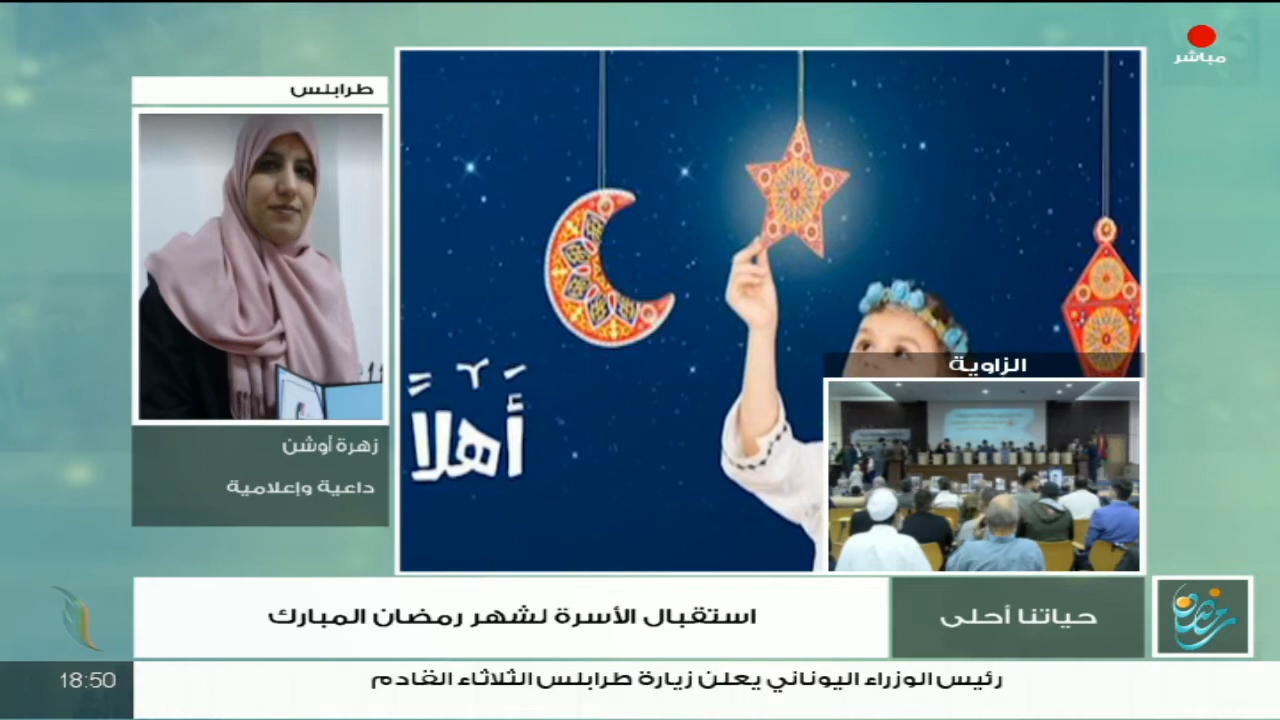 مباشر
طرابلس
أهلاً
الزاوية
زهرة أوشن
داعية وإعلامية
حياتنا أحلى
استقبال الأسرة لشهر رمضان المبارك
رمضان
18:50
رئيس الوزراء اليوناني يعلن زيارة طرابلس الثلاثاء القادم